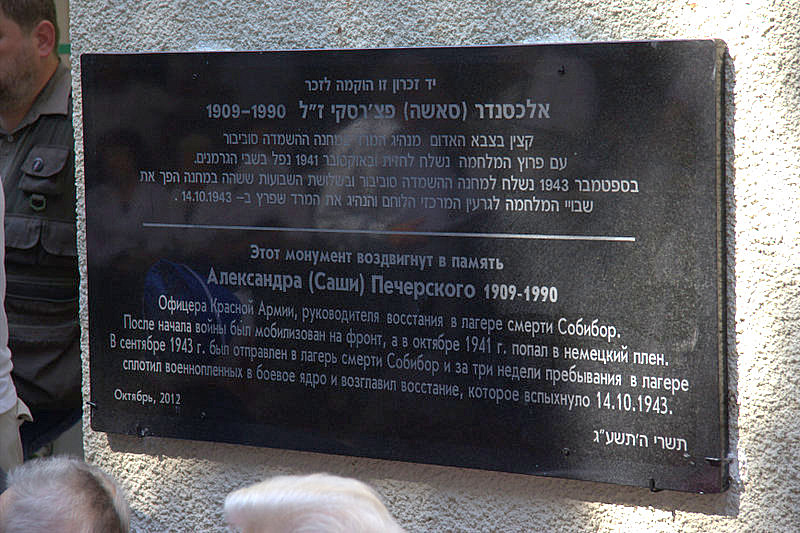 יד זכרון זו הוקמה לזכר
אלכסנדר (סאשה) פצ'רסקי ז"ל 1909-1990
קצין בצבא האדום מנהיג המרד במחנה ההשמדה סוביבור
עם פרוץ המלחמה נשלח לחזית ובאוקטובר 1941 נפל בשבי הגרמנים.
בספטמבר 1943 נשלח למחנה ההשמדה סוביבור ובשלושת השבועות ששהה במחנה הפך את
שבויי המלחמה לגרעין המרכזי הלוחם והנהיג את המרד שפרץ ב- 14.10.1943 .
Этот монумент воздвигнут в память
Александра (Саши) Печерского 1909-1990
Офицера Красной Армии, руководителя восстания в лагере смерти Собибор.
После начала войны был мобилизован на фронт, а в октябре 1941 г. попал в немецкий плен.
В сентябре 1943 г. был отправлен в лагерь смерти Собибор и за три недели пребывания в лагере
сплотил военнопленных в боевое ядро и возглавил восстание, которое вспыхнуло 14.10.1943.
Октябрь, 2012
תשרי ה'תשע"ג